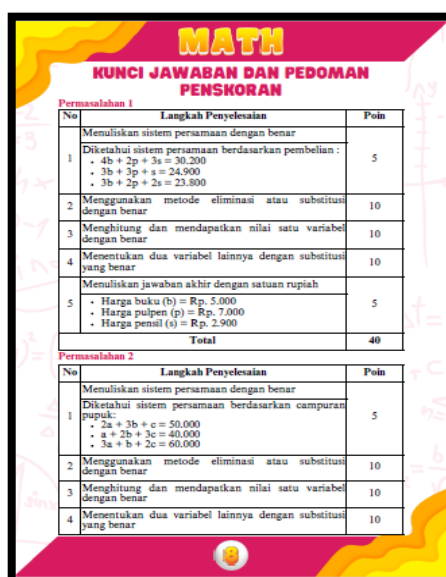 MATH
KUNCI JAWABAN DAN PEDOMAN
PENSKORAN
Permasalahan 1
No Langkah Penyelesaian Poin
Menuliskan sistem persamaan dengan benar
Diketahui sistem persamaan berdasarkan pembelian :
• 4b + 2p + 3s = 30.200
1 5
• 3b + 3p + s = 24.900
• 3b + 2p + 2s = 23.800
2 Menggunakan metode eliminasi atau substitusi 10
dengan benar
3 Menghitung dan mendapatkan nilai satu variabel 10
dengan benar
4 Menentukan dua variabel lainnya dengan substitusi 10
yang benar
Menuliskan jawaban akhir dengan satuan rupiah
5 5
• Harga buku (b) = Rp. 5.000
• Harga pulpen (p) = Rp. 7.000
• Harga pensil (s) = Rp. 2.900
Total 40
Permasalahan 2
No Langkah Penyelesaian Poin
Menuliskan sistem persamaan dengan benar
Diketahui sistem persamaan berdasarkan campuran
1 pupuk: 5
• 2a + 3b + c = 50.000
• a + 2b + 3c = 40.000
• 3a + b + 2c = 60.000
2 Menggunakan metode eliminasi atau substitusi 10
dengan benar
3 Menghitung dan mendapatkan nilai satu variabel 10
dengan benar
4 Menentukan dua variabel lainnya dengan substitusi 10
yang benar
8